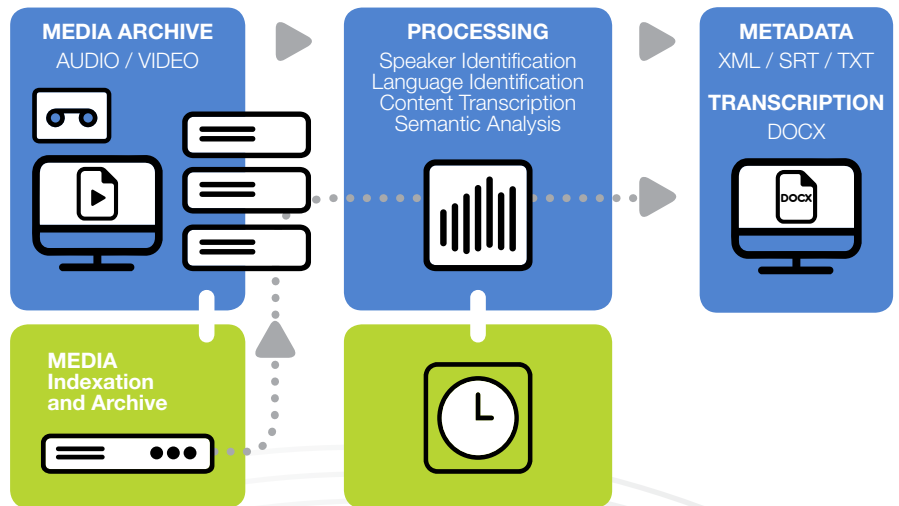 MEDIA ARCHIVE
AUDIO / VIDEO
PROCESSING
Speaker Identification
Language Identification
Content Transcription
Semantic Analysis
METADATA
XML / SRT / TXT
TRANSCRIPTION
DOCX
DOCX
MEDIA
Indexation
and Archive